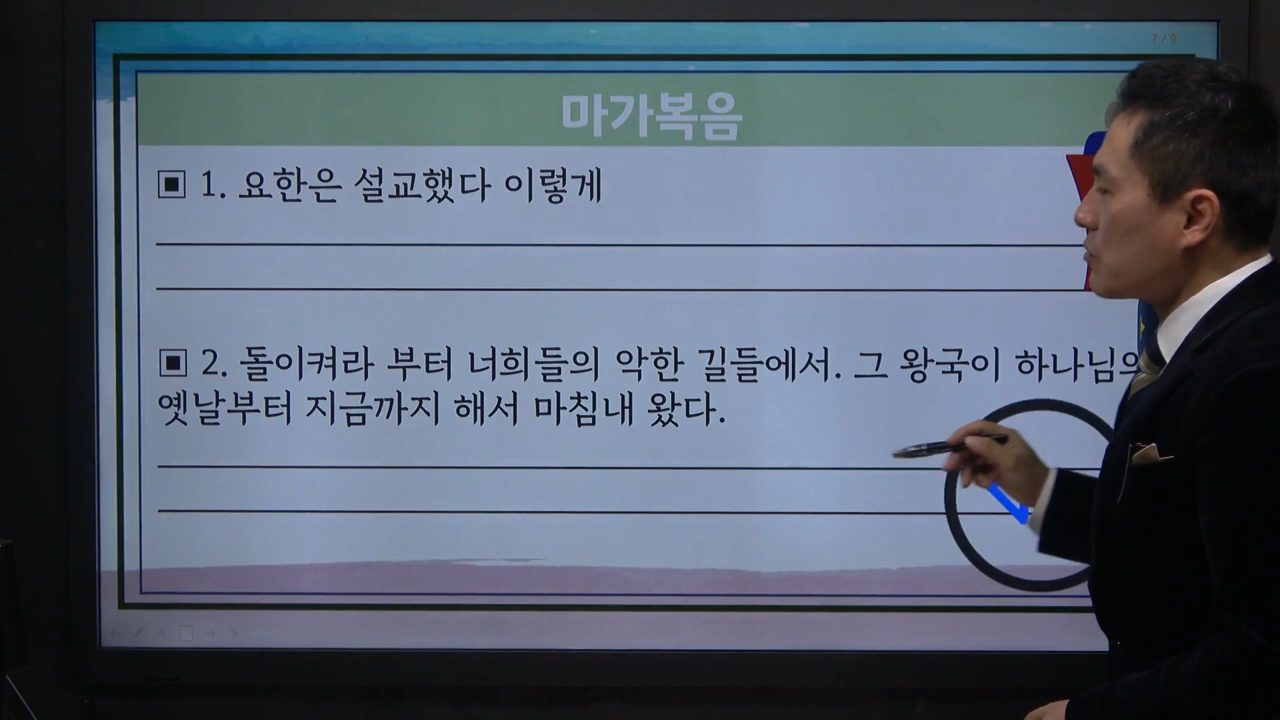 7 / 9
마가복음
▣ 1. 요한은 설교했다 이렇게
▣ 2. 돌이켜라 부터 너희들의 악한 길들에서. 그 왕국이 하나님의
옛날부터 지금까지 해서 마침내 왔다.